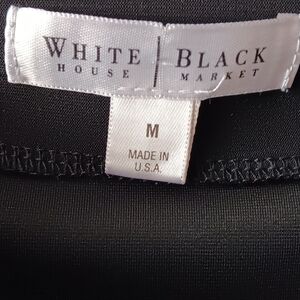 WHITE | BLACK
HOUSE | MARKET
M
MADE IN
U.S.A.